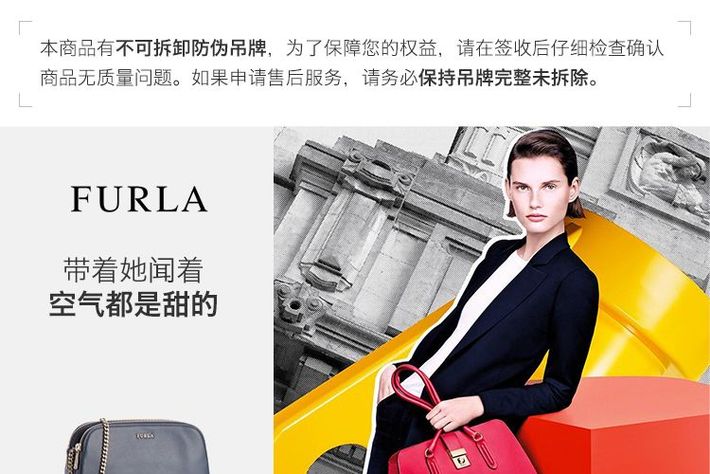 本商品有不可拆卸防伪吊牌，为了保障您的权益，请在签收后仔细检查确认
商品无质量问题。如果申请售后服务，请务必保持吊牌完整未拆除。
FURLA
带着她闻着
空气都是甜的
FURLA